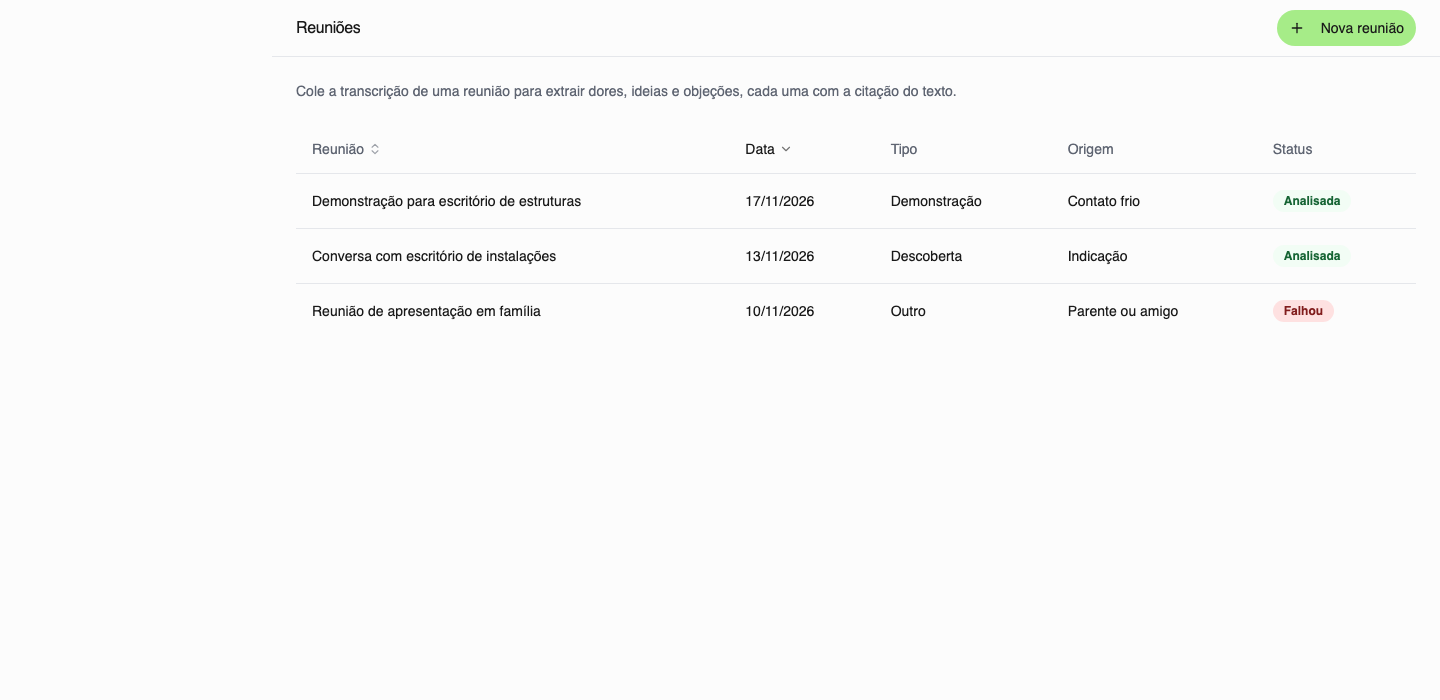 Reuniões
+ Nova reunião
Cole a transcrição de uma reunião para extrair dores, ideias e objeções, cada uma com a citação do texto.
Reunião Data Tipo Origem Status
Demonstração para escritório de estruturas 17/11/2026 Demonstração Contato frio Analisada
Conversa com escritório de instalações 13/11/2026 Descoberta Indicação Analisada
Reunião de apresentação em família 10/11/2026 Outro Parente ou amigo Falhou